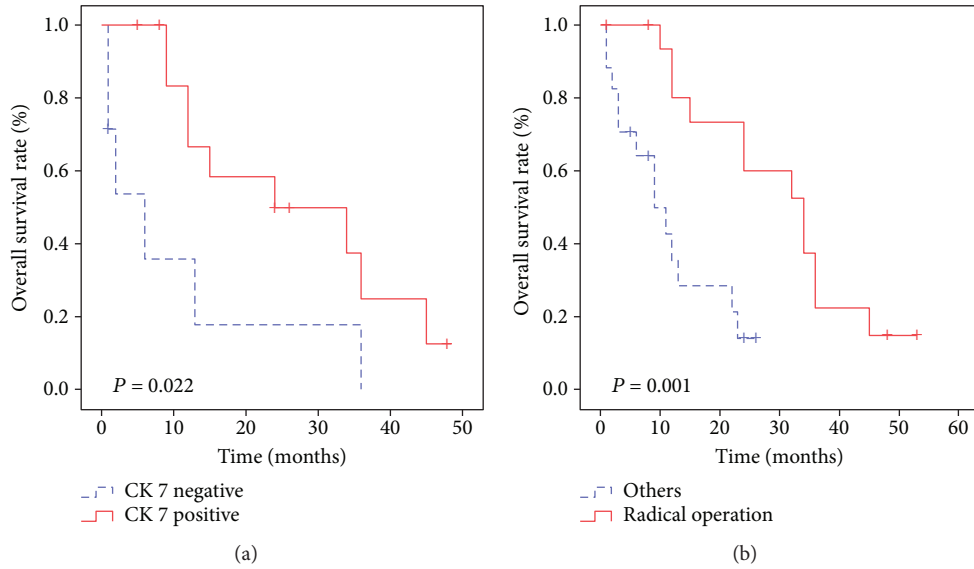 Overall survival rate (%)
1.0
0.8
0.6
0.4
0.2
0.0
P = 0.022
0 10 20 30 40 50
Time (months)
CK 7 negative
CK 7 positive
(a)
Overall survival rate (%)
1.0
0.8
0.6
0.4
0.2
0.0
P = 0.001
0 10 20 30 40 50 60
Time (months)
Others
Radical operation
(b)